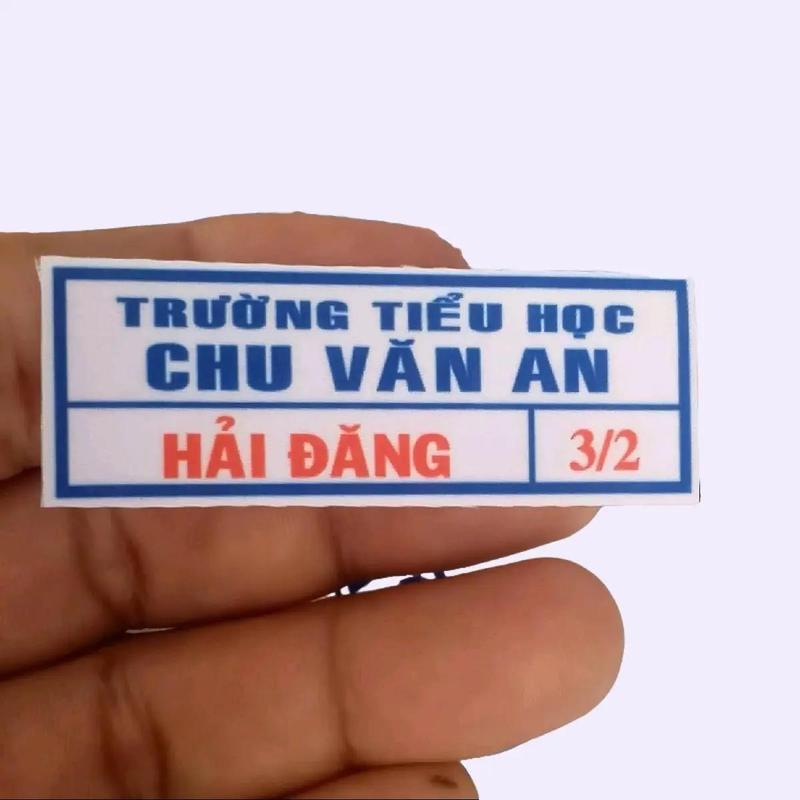 TRƯỜNG TIỂU HỌC
CHU VĂN AN
HẢI ĐĂNG 3/2